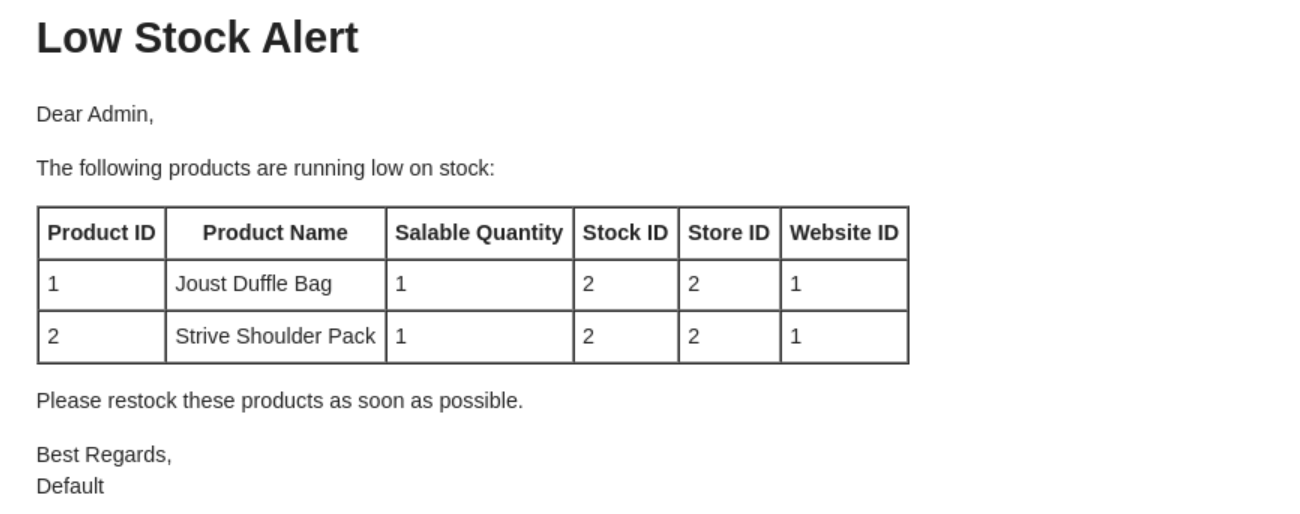 Low Stock Alert
Dear Admin,
The following products are running low on stock:
Product ID Product Name Salable Quantity Stock ID Store ID Website ID
1 Joust Duffle Bag 1 2 2 1
2 Strive Shoulder Pack 1 2 2 1
Please restock these products as soon as possible.
Best Regards,
Default